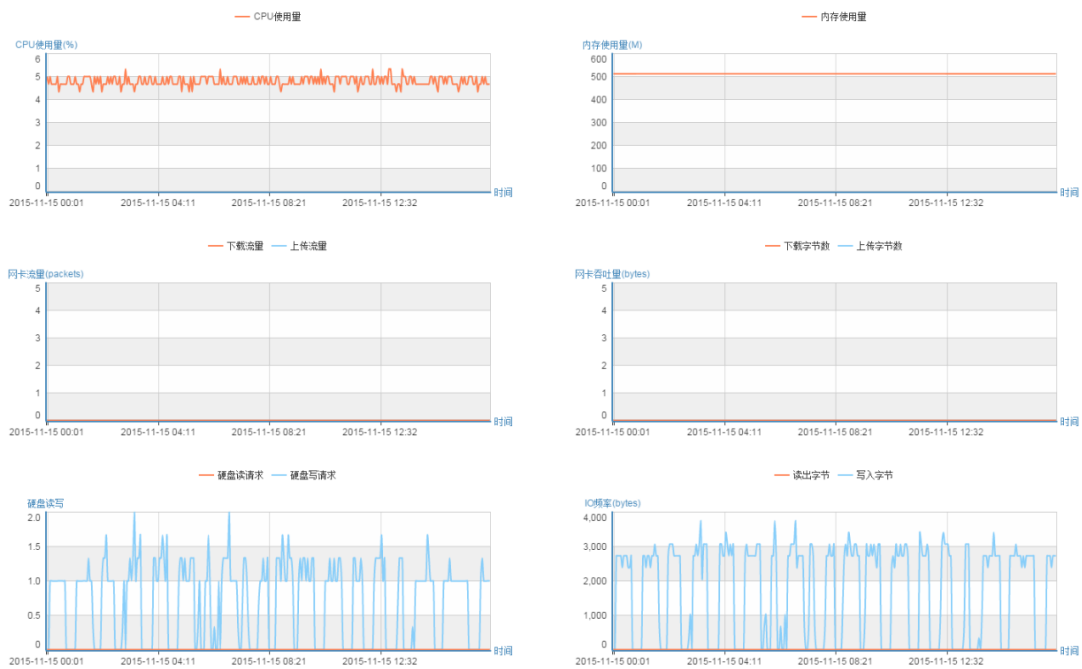 CPU使用量
CPU使用量(%)
6
5
4
3
2
1
0
时间
2015-11-15 00:01 2015-11-15 04:11 2015-11-15 08:21 2015-11-15 12:32
内存使用量
内存使用量(M)
600
500
400
300
200
100
0
时间
2015-11-15 00:01 2015-11-15 04:11 2015-11-15 08:21 2015-11-15 12:32
下载流量 上传流量
网卡流量(packets)
5
4
3
2
1
0
时间
2015-11-15 00:01 2015-11-15 04:11 2015-11-15 08:21 2015-11-15 12:32
下载字节数 上传字节数
网卡吞吐量(bytes)
5
4
3
2
1
0
时间
2015-11-15 00:01 2015-11-15 04:11 2015-11-15 08:21 2015-11-15 12:32
硬盘读请求 硬盘写请求
硬盘读写
2.0
1.5
1.0
0.5
0
时间
2015-11-15 00:01 2015-11-15 04:11 2015-11-15 08:21 2015-11-15 12:32
读出字节 写入字节
IO频率(bytes)
4,000
3,000
2,000
1,000
0
时间
2015-11-15 00:01 2015-11-15 04:11 2015-11-15 08:21 2015-11-15 12:32